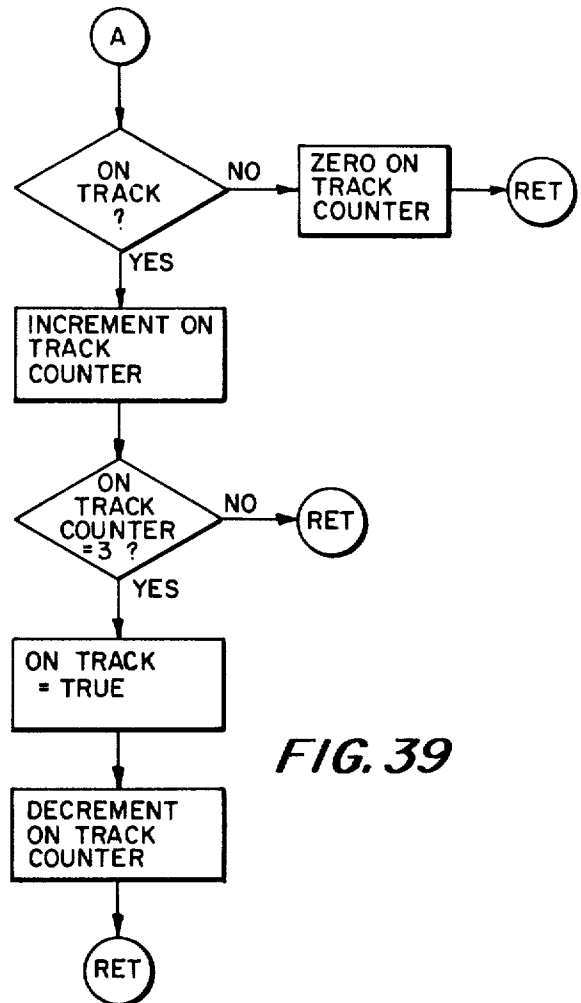 A
ON
TRACK
?
NO
ZERO ON
TRACK
COUNTER
RET
YES
INCREMENT ON
TRACK
COUNTER
ON
TRACK
COUNTER
=3 ?
NO
RET
YES
ON TRACK
= TRUE
FIG. 39
DECREMENT
ON TRACK
COUNTER
RET